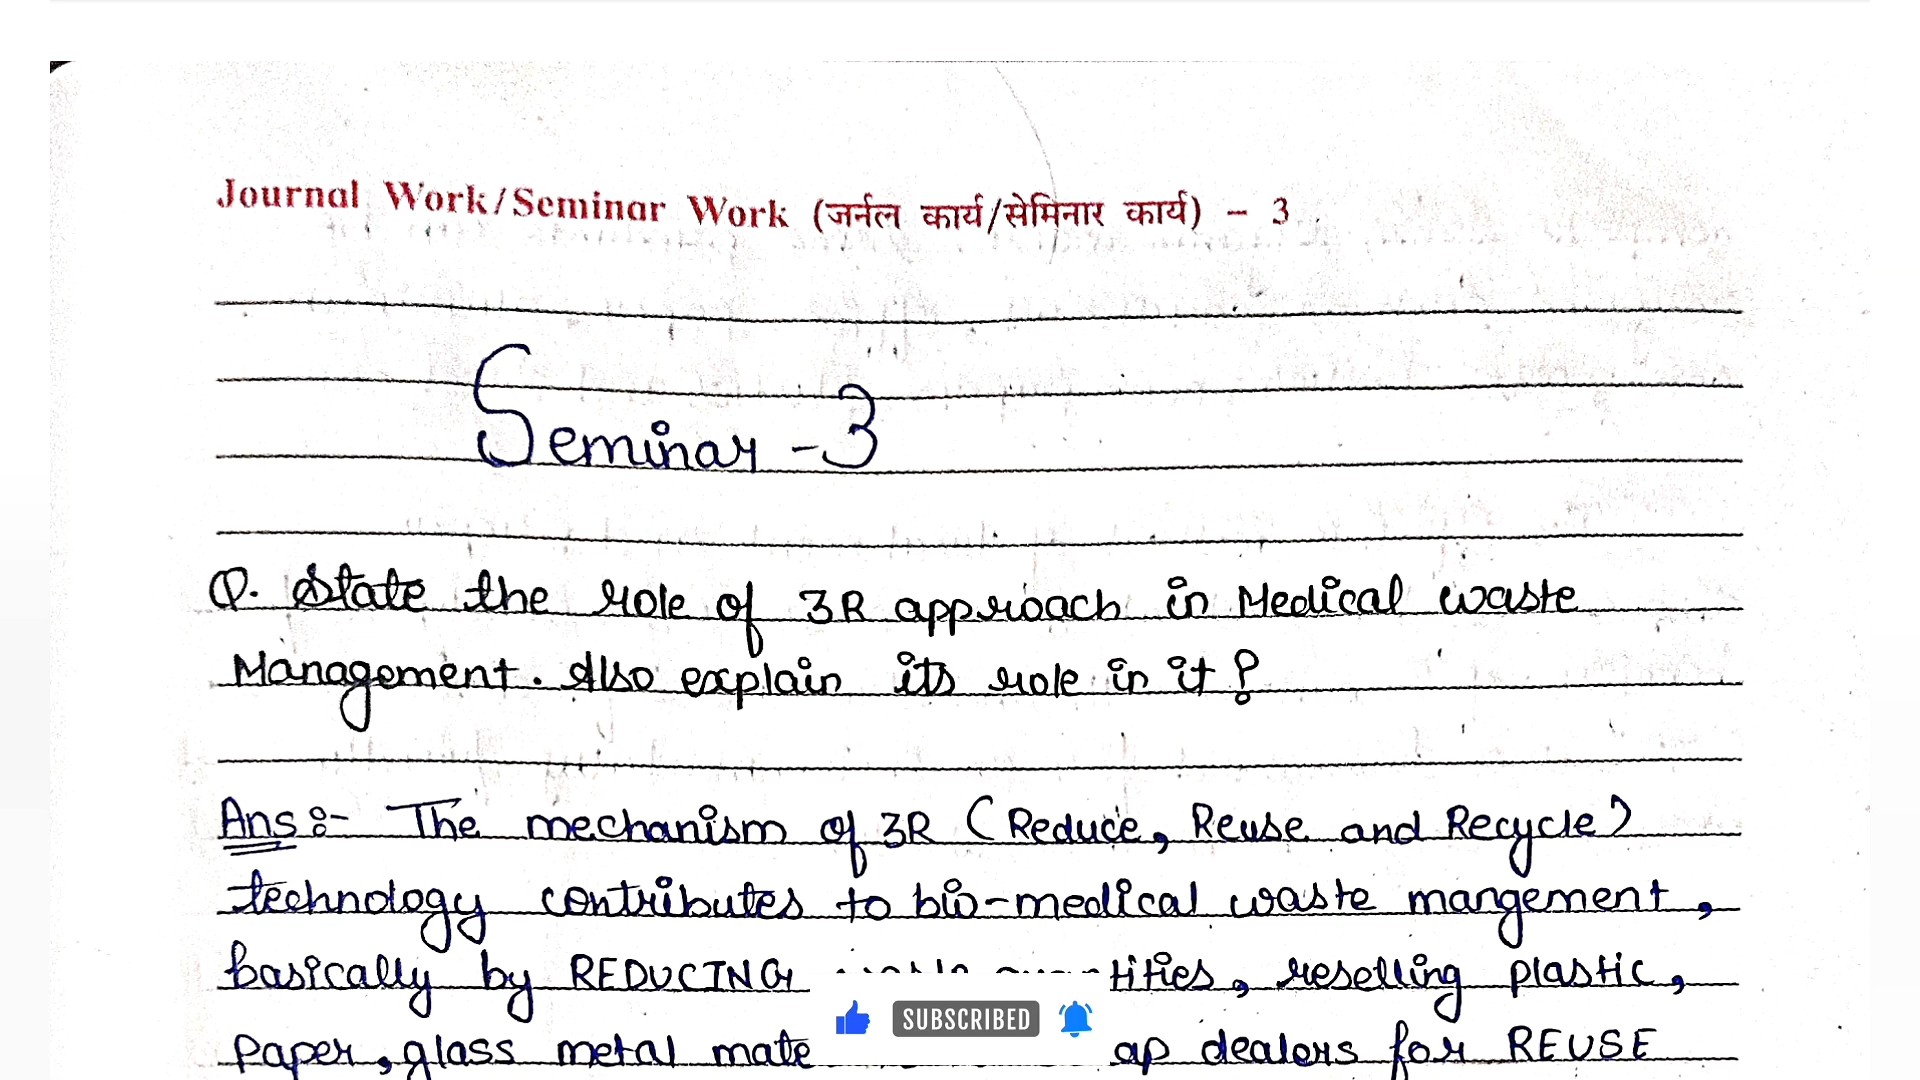 Journal Work/Seminar Work (जर्नल कार्य/सेमिनार कार्य) - 3
Seminar - 3
Q. State the role of 3R approach in Medical waste
Management. Also explain its role in it?
Ans:- The mechanism of 3R (Reduce, Reuse and Recycle)
technology contributes to bio-medical waste mangement,
basically by REDUCING tities, reselling plastic,
paper, glass metal mate ap dealers for REUSE
SUBSCRIBED